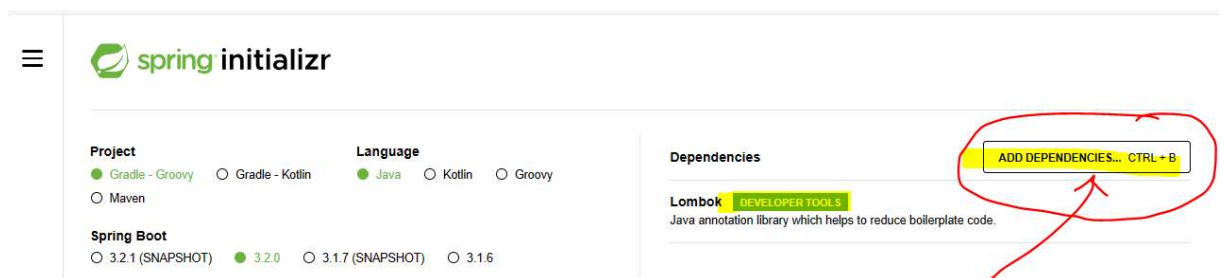 spring initializr
Project
Gradle - Groovy Gradle - Kotlin
Maven
Language
Java Kotlin Groovy
Spring Boot
3.2.1 (SNAPSHOT) 3.2.0 3.1.7 (SNAPSHOT) 3.1.6
Dependencies
ADD DEPENDENCIES... CTRL + B
Lombok DEVELOPER TOOLS
Java annotation library which helps to reduce boilerplate code.